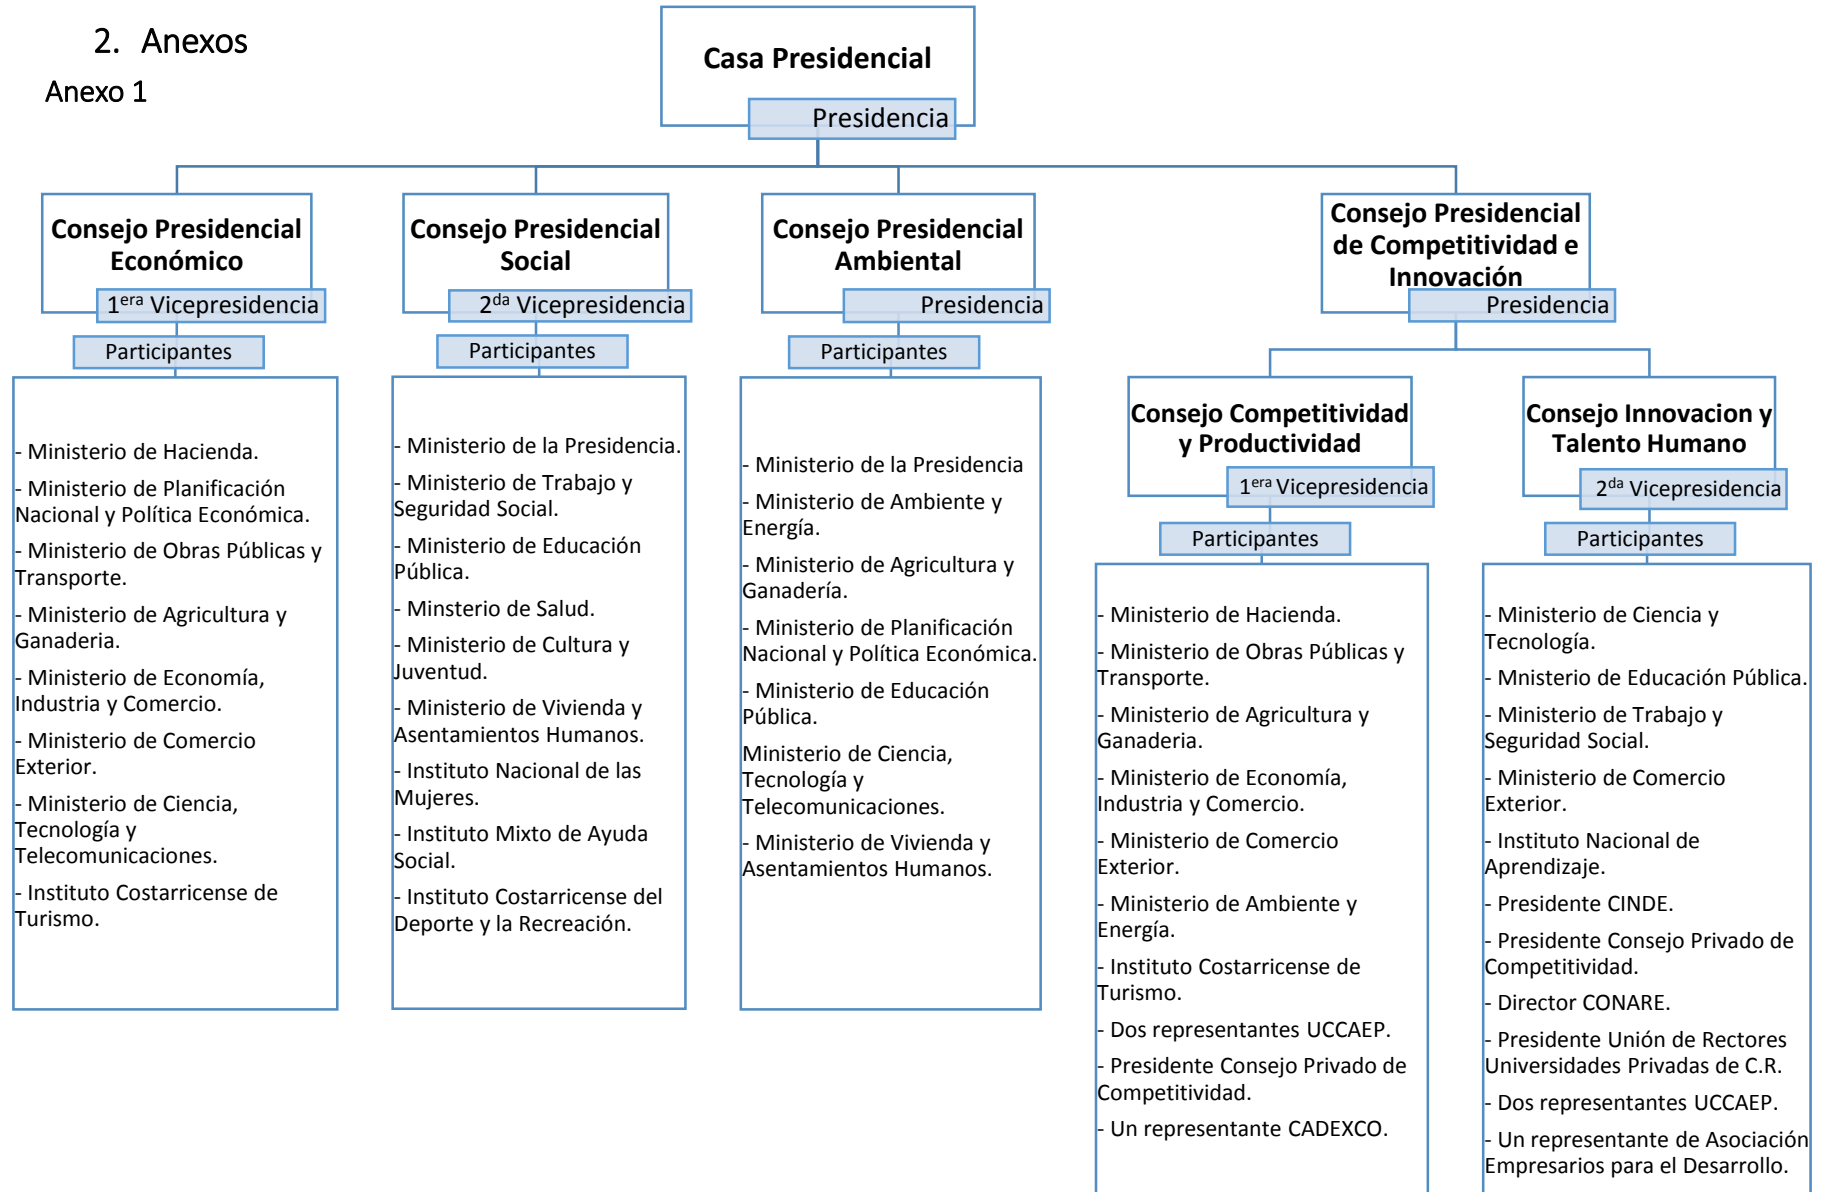 2. Anexos
Anexo 1
Casa Presidencial
Presidencia
Consejo Presidencial
Económico
1era Vicepresidencia
Participantes
- Ministerio de Hacienda.
- Ministerio de Planificación
Nacional y Política Económica.
- Ministerio de Obras Públicas y
Transporte.
- Ministerio de Agricultura y
Ganaderia.
- Ministerio de Economía,
Industria y Comercio.
- Ministerio de Comercio
Exterior.
- Ministerio de Ciencia,
Tecnología y
Telecomunicaciones.
- Instituto Costarricense de
Turismo.
Consejo Presidencial
Social
2da Vicepresidencia
Participantes
- Ministerio de la Presidencia.
- Ministerio de Trabajo y
Seguridad Social.
- Ministerio de Educación
Pública.
- Minsterio de Salud.
- Ministerio de Cultura y
Juventud.
- Ministerio de Vivienda y
Asentamientos Humanos.
- Instituto Nacional de las
Mujeres.
- Instituto Mixto de Ayuda
Social.
- Instituto Costarricense del
Deporte y la Recreación.
Consejo Presidencial
Ambiental
Presidencia
Participantes
- Ministerio de la Presidencia
- Ministerio de Ambiente y
Energía.
- Ministerio de Agricultura y
Ganadería.
- Ministerio de Planificación
Nacional y Política Económica.
- Ministerio de Educación
Pública.
Ministerio de Ciencia,
Tecnología y
Telecomunicaciones.
- Ministerio de Vivienda y
Asentamientos Humanos.
Consejo Presidencial
de Competitividad e
Innovación
Presidencia
Consejo Competitividad
y Productividad
1era Vicepresidencia
Participantes
- Ministerio de Hacienda.
- Ministerio de Obras Públicas y
Transporte.
- Ministerio de Agricultura y
Ganaderia.
- Ministerio de Economía,
Industria y Comercio.
- Ministerio de Comercio
Exterior.
- Ministerio de Ambiente y
Energía.
- Instituto Costarricense de
Turismo.
- Dos representantes UCCAEP.
- Presidente Consejo Privado de
Competitividad.
- Un representante CADEXCO.
Consejo Innovacion y
Talento Humano
2da Vicepresidencia
Participantes
- Ministerio de Ciencia y
Tecnología.
- Mnisterio de Educación Pública.
- Ministerio de Trabajo y
Seguridad Social.
- Ministerio de Comercio
Exterior.
- Instituto Nacional de
Aprendizaje.
- Presidente CINDE.
- Presidente Consejo Privado de
Competitividad.
- Director CONARE.
- Presidente Unión de Rectores
Universidades Privadas de C.R.
- Dos representantes UCCAEP.
- Un representante de Asociación
Empresarios para el Desarrollo.